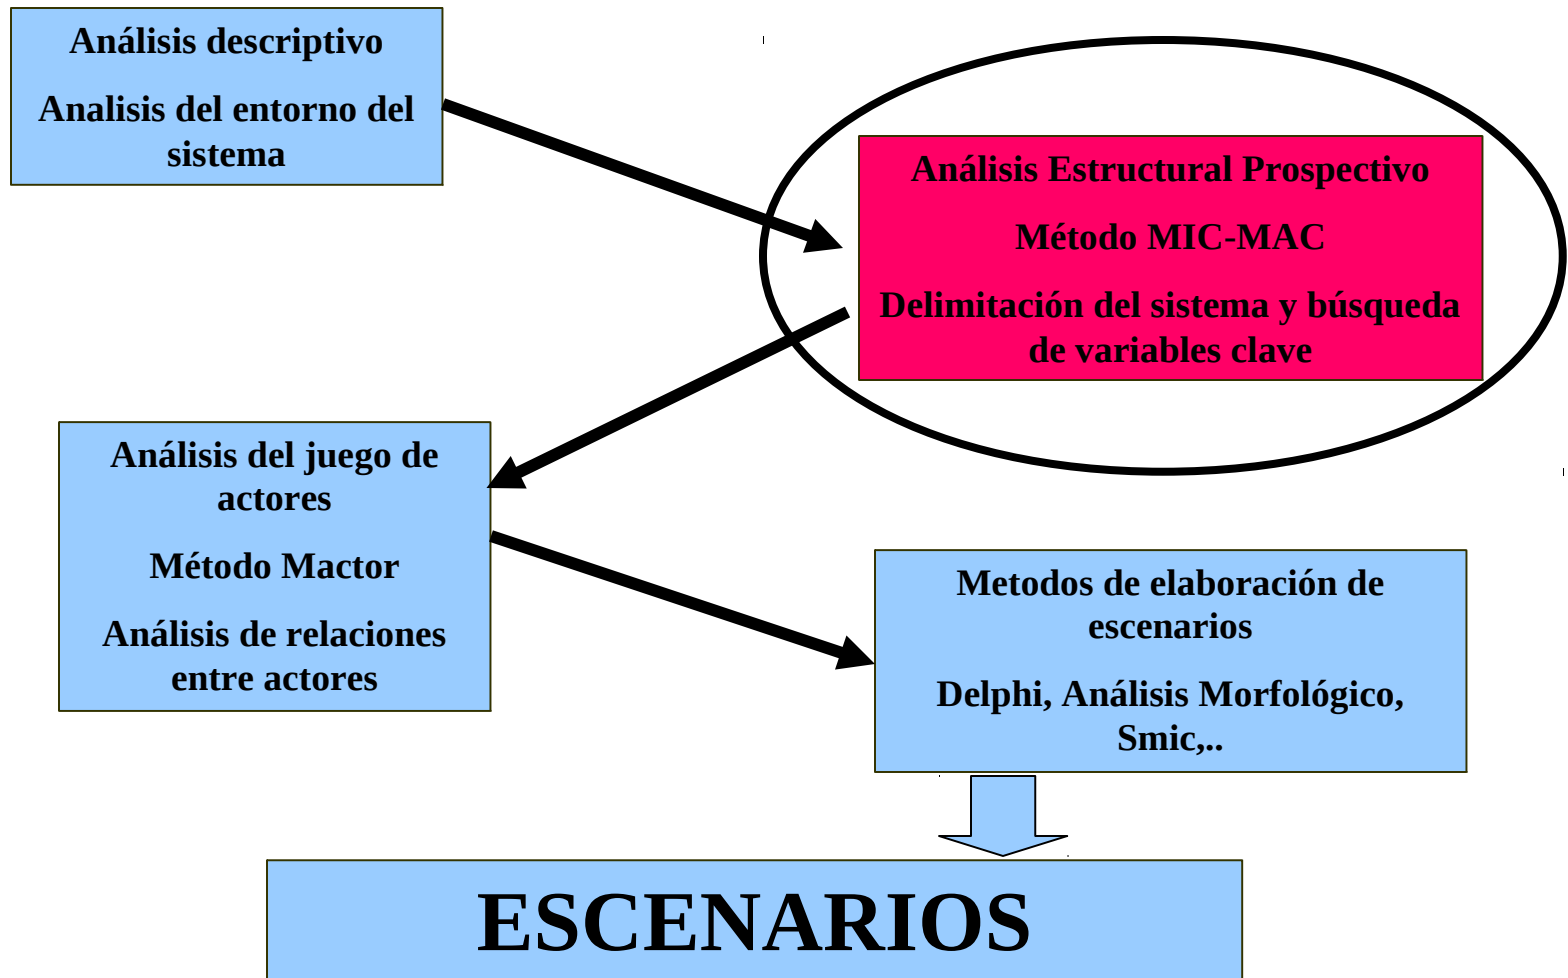 Análisis descriptivo
Analisis del entorno del
sistema
Análisis Estructural Prospectivo
Método MIC-MAC
Delimitación del sistema y búsqueda
de variables clave
Análisis del juego de
actores
Método Mactor
Análisis de relaciones
entre actores
Metodos de elaboración de
escenarios
Delphi, Análisis Morfológico,
Smic,..
ESCENARIOS